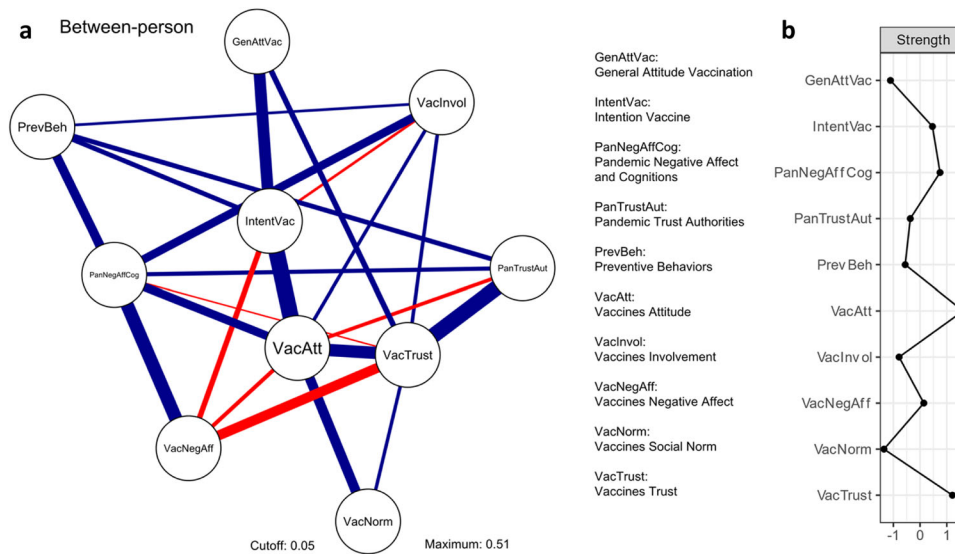 a Between-person
GenAttVac
VacInvol
PrevBeh
IntentVac
PanNegAffCog
PanTrustAut
VacAtt
VacTrust
VacNegAff
VacNorm
Cutoff: 0.05 Maximum: 0.51
GenAttVac:
General Attitude Vaccination
IntentVac:
Intention Vaccine
PanNegAffCog:
Pandemic Negative Affect
and Cognitions
PanTrustAut:
Pandemic Trust Authorities
PrevBeh:
Preventive Behaviors
VacAtt:
Vaccines Attitude
VacInvol:
Vaccines Involvement
VacNegAff:
Vaccines Negative Affect
VacNorm:
Vaccines Social Norm
VacTrust:
Vaccines Trust
b
Strength
GenAttVac
IntentVac
PanNegAffCog
PanTrustAut
PrevBeh
VacAtt
VacInvol
VacNegAff
VacNorm
VacTrust
-1 0 1